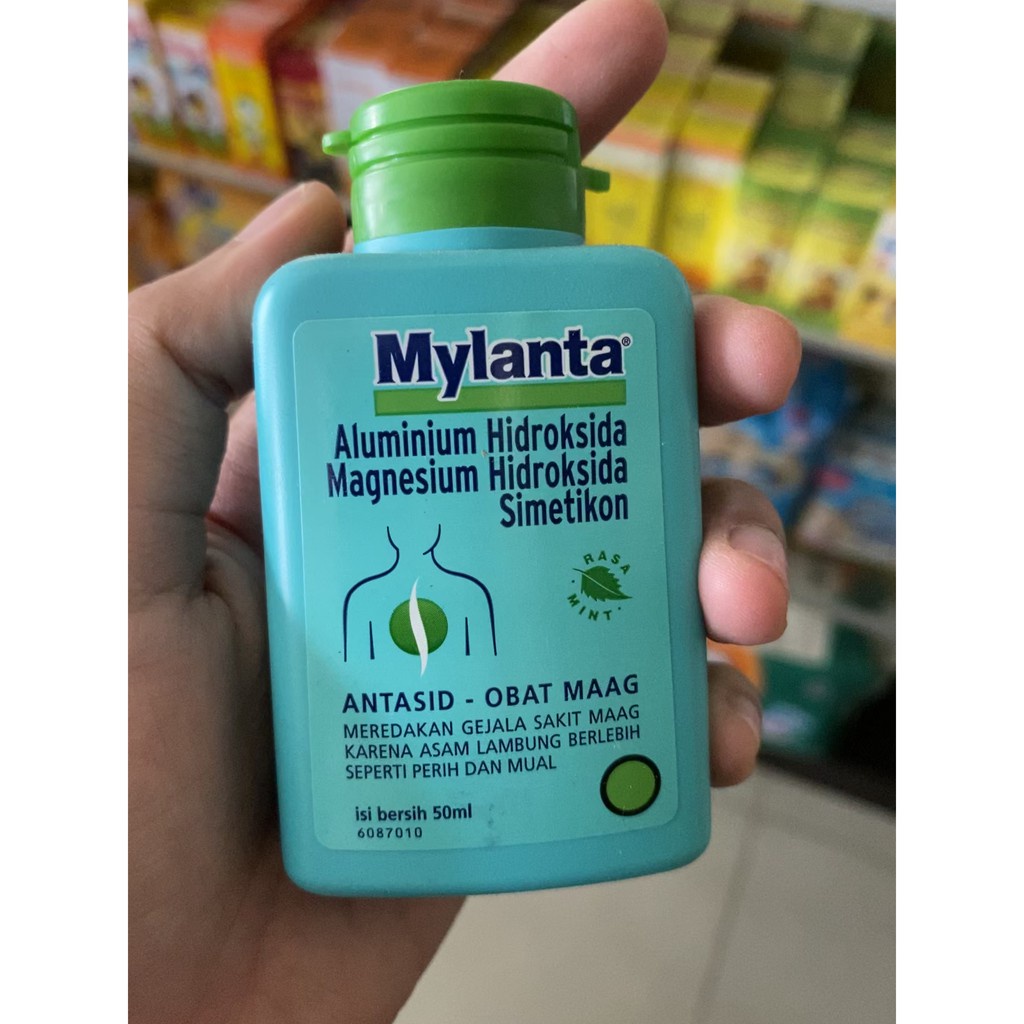 Mylanta®
Aluminium Hidroksida
Magnesium Hidroksida
Simetikon
RASA
MINT
ANTASID - OBAT MAAG
MEREDAKAN GEJALA SAKIT MAAG
KARENA ASAM LAMBUNG BERLEBIH
SEPERTI PERIH DAN MUAL
isi bersih 50ml
6087010